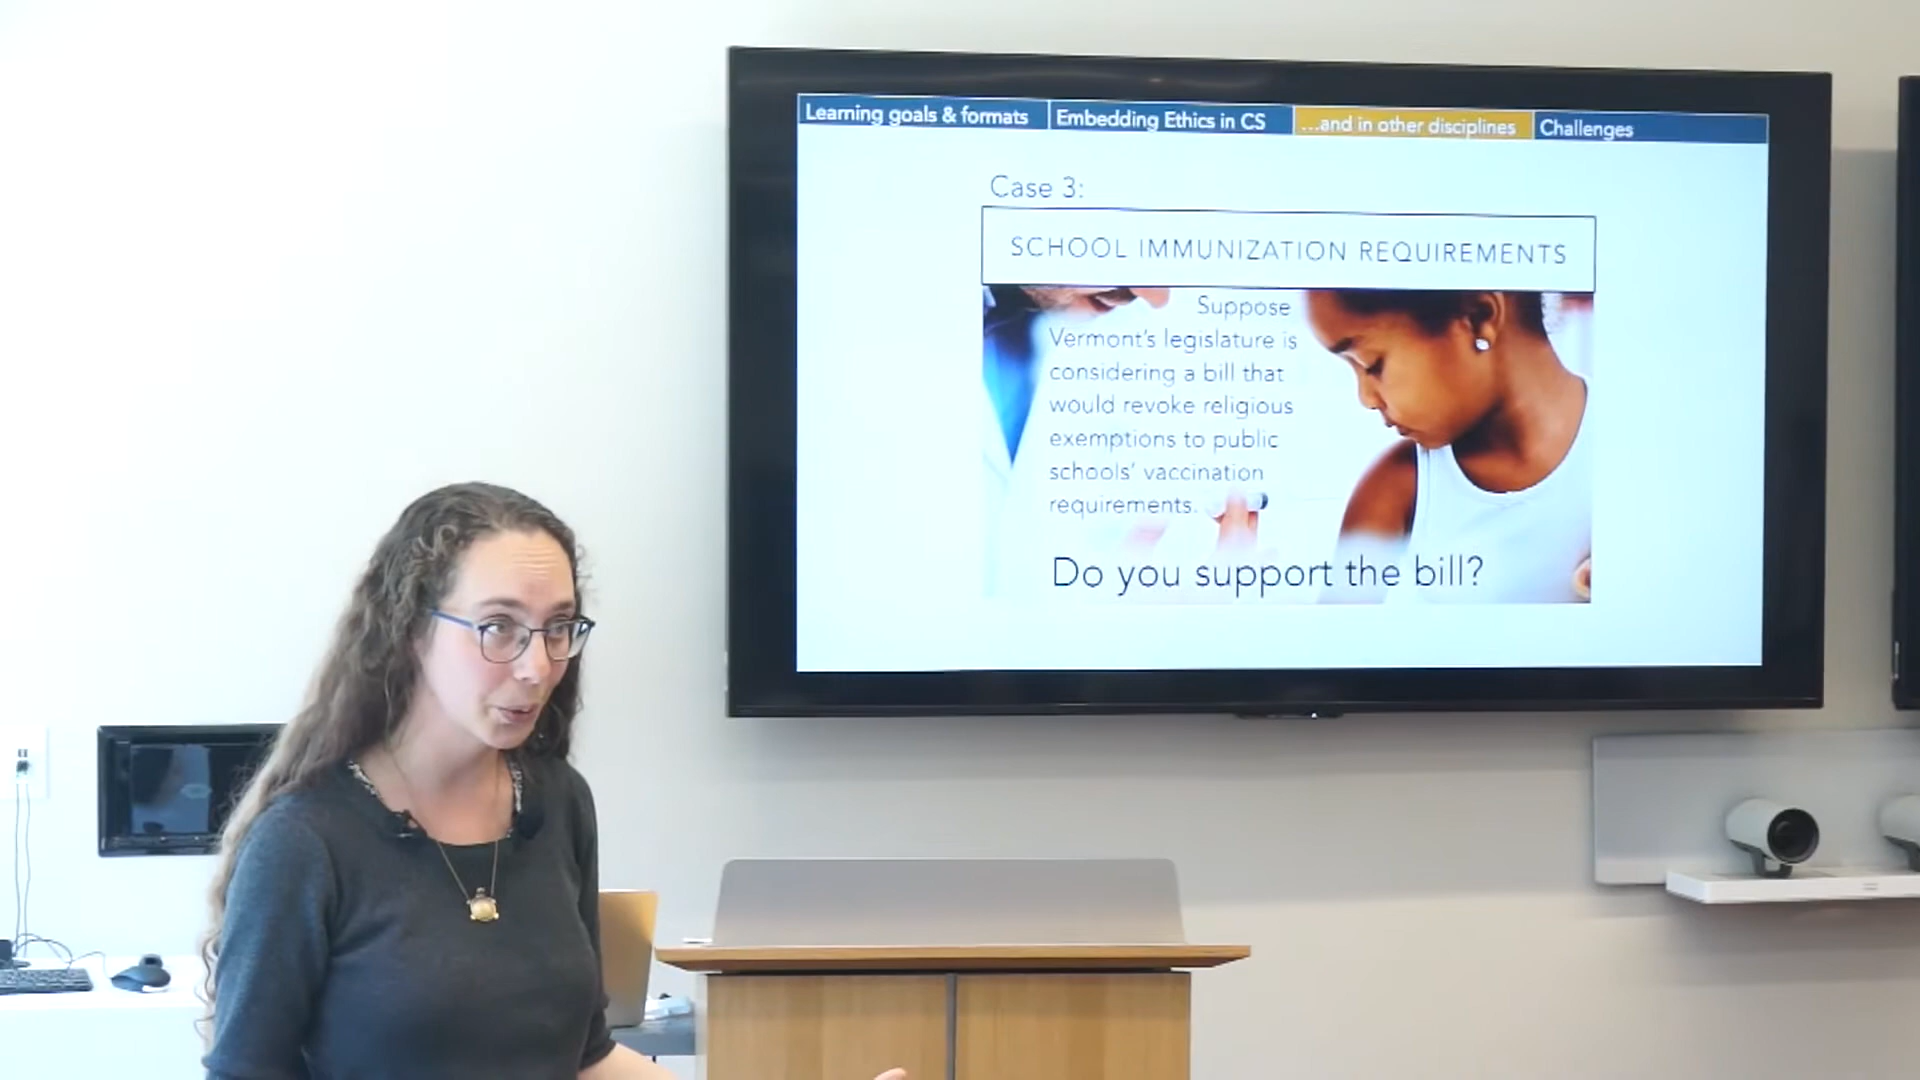 Learning goals & formats
Embedding Ethics in CS
...and in other disciplines
Challenges
Case 3:
SCHOOL IMMUNIZATION REQUIREMENTS
Suppose
Vermont's legislature is
considering a bill that
would revoke religious
exemptions to public
schools' vaccination
requirements.
Do you support the bill?